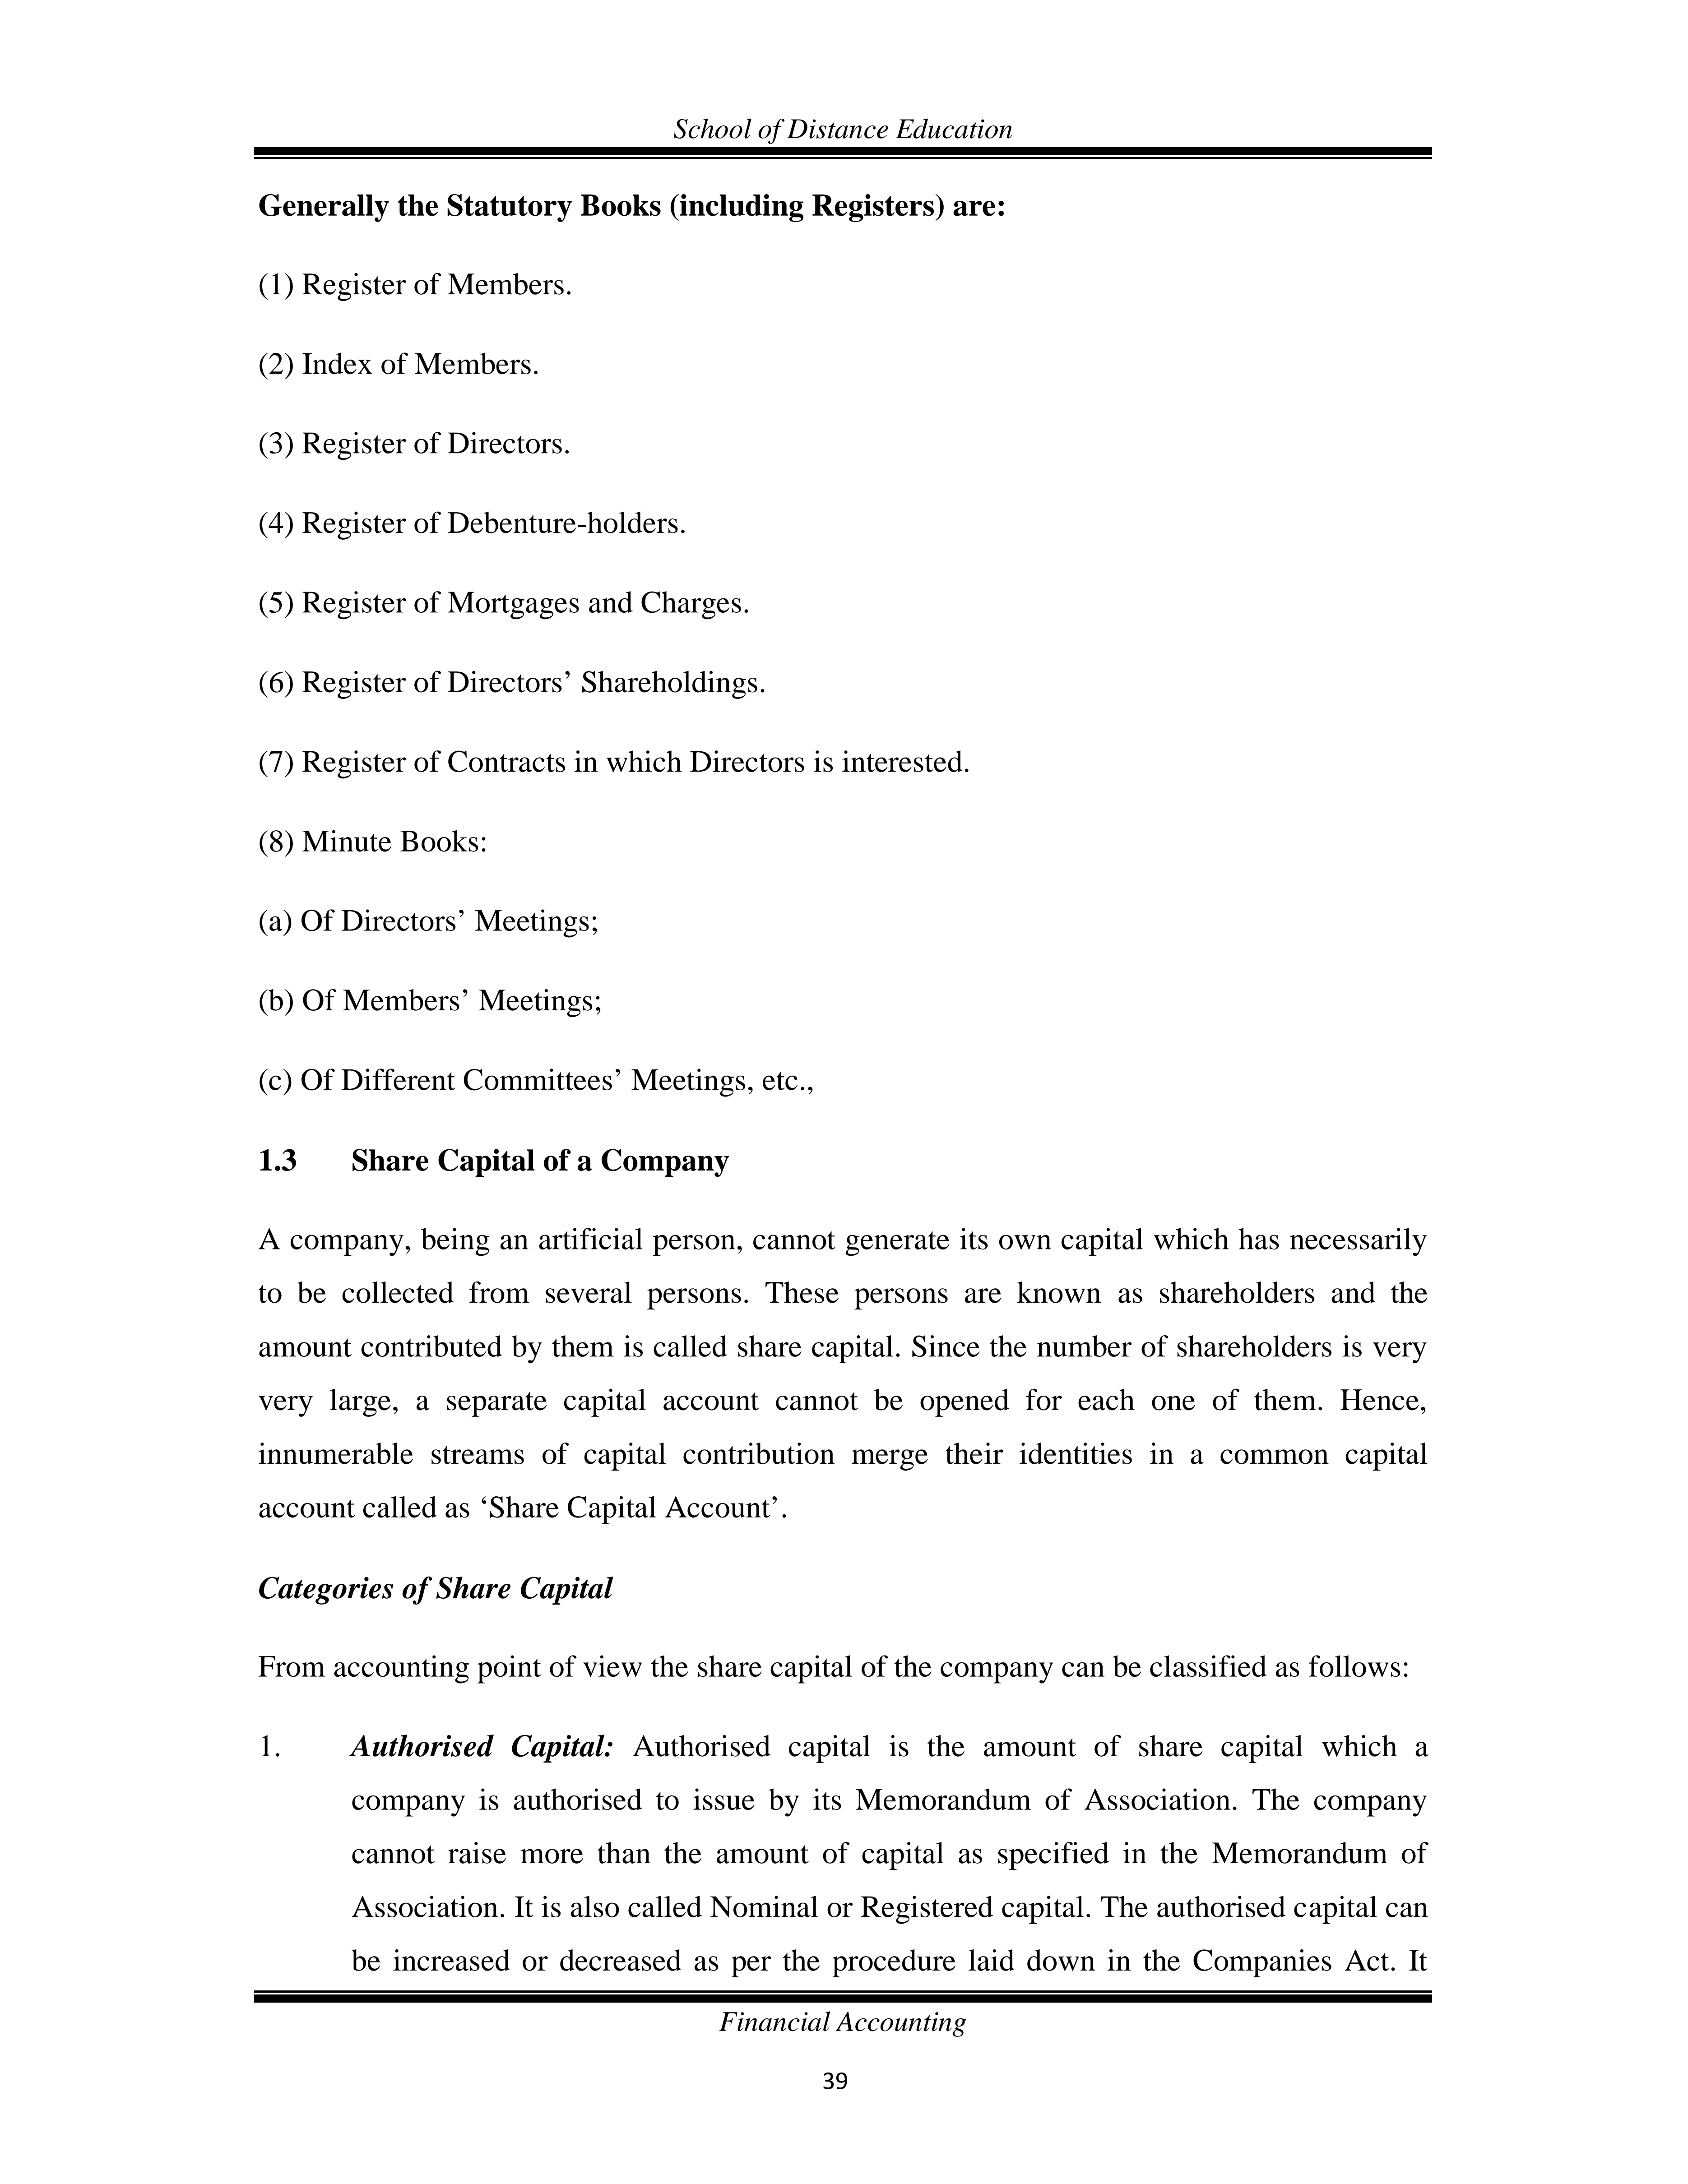 School of Distance Education
Generally the Statutory Books (including Registers) are:
(1) Register of Members.
(2) Index of Members.
(3) Register of Directors.
(4) Register of Debenture-holders.
(5) Register of Mortgages and Charges.
(6) Register of Directors’ Shareholdings.
(7) Register of Contracts in which Directors is interested.
(8) Minute Books:
(a) Of Directors’ Meetings;
(b) Of Members’ Meetings;
(c) Of Different Committees’ Meetings, etc.,
1.3 Share Capital of a Company
A company, being an artificial person, cannot generate its own capital which has necessarily
to be collected from several persons. These persons are known as shareholders and the
amount contributed by them is called share capital. Since the number of shareholders is very
very large, a separate capital account cannot be opened for each one of them. Hence,
innumerable streams of capital contribution merge their identities in a common capital
account called as ‘Share Capital Account’.
Categories of Share Capital
From accounting point of view the share capital of the company can be classified as follows:
1. Authorised Capital: Authorised capital is the amount of share capital which a
company is authorised to issue by its Memorandum of Association. The company
cannot raise more than the amount of capital as specified in the Memorandum of
Association. It is also called Nominal or Registered capital. The authorised capital can
be increased or decreased as per the procedure laid down in the Companies Act. It
Financial Accounting
39